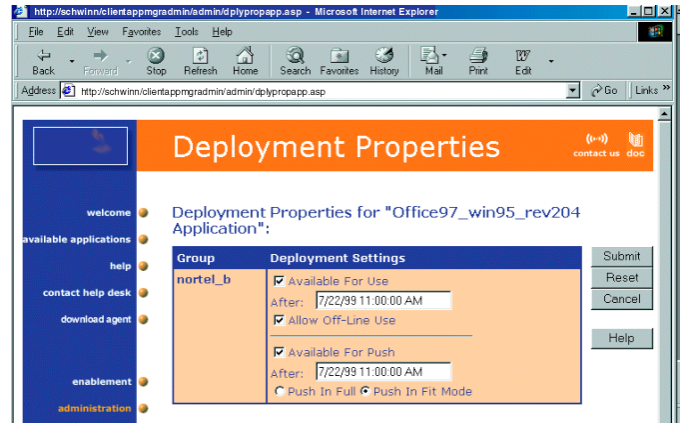 http://schwinn/clientappmgradmin/admin/dplypropapp.asp - Microsoft Internet Explorer
File Edit View Favorites Tools Help
Back Forward Stop Refresh Home Search Favorites History Mail Print Edit
Address http://schwinn/clientappmgradmin/admin/dplypropapp.asp Go Links »
Deployment Properties
contact us doc
welcome
available applications
help
contact help desk
download agent
enablement
administration
Deployment Properties for "Office97_win95_rev204
Application":
Group Deployment Settings
nortel_b Available For Use
After: 7/22/99 11:00:00 AM
Allow Off-Line Use
Available For Push
After: 7/22/99 11:00:00 AM
Push In Full Push In Fit Mode
Submit
Reset
Cancel
Help